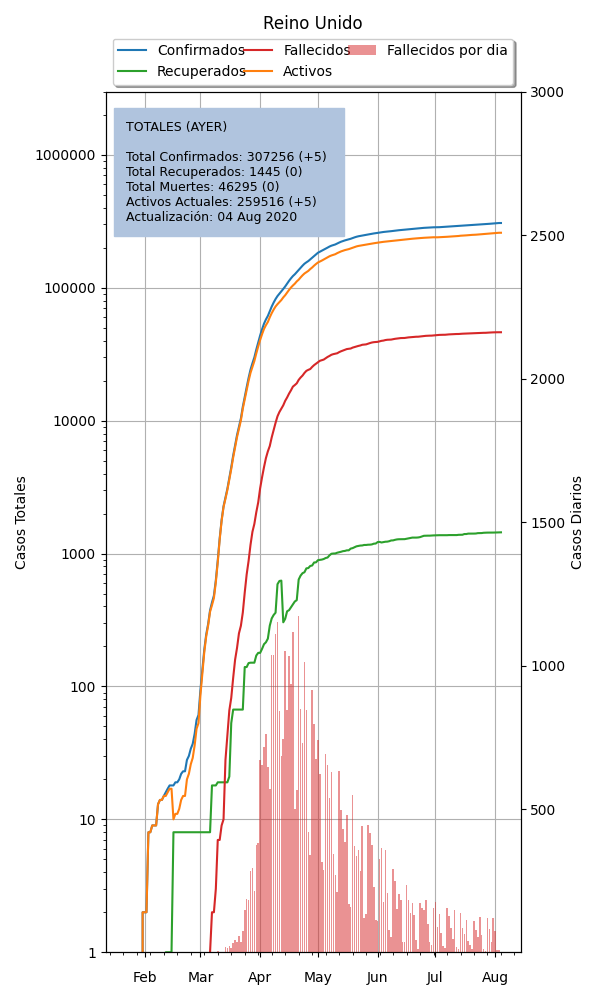 Reino Unido
Confirmados
Fallecidos
Fallecidos por dia
Recuperados
Activos
TOTALES (AYER)
Total Confirmados: 307256 (+5)
Total Recuperados: 1445 (0)
Total Muertes: 46295 (0)
Activos Actuales: 259516 (+5)
Actualización: 04 Aug 2020
Casos Totales
1000000
100000
10000
1000
100
10
1
3000
2500
2000
1500
1000
500
Casos Diarios
Feb
Mar
Apr
May
Jun
Jul
Aug